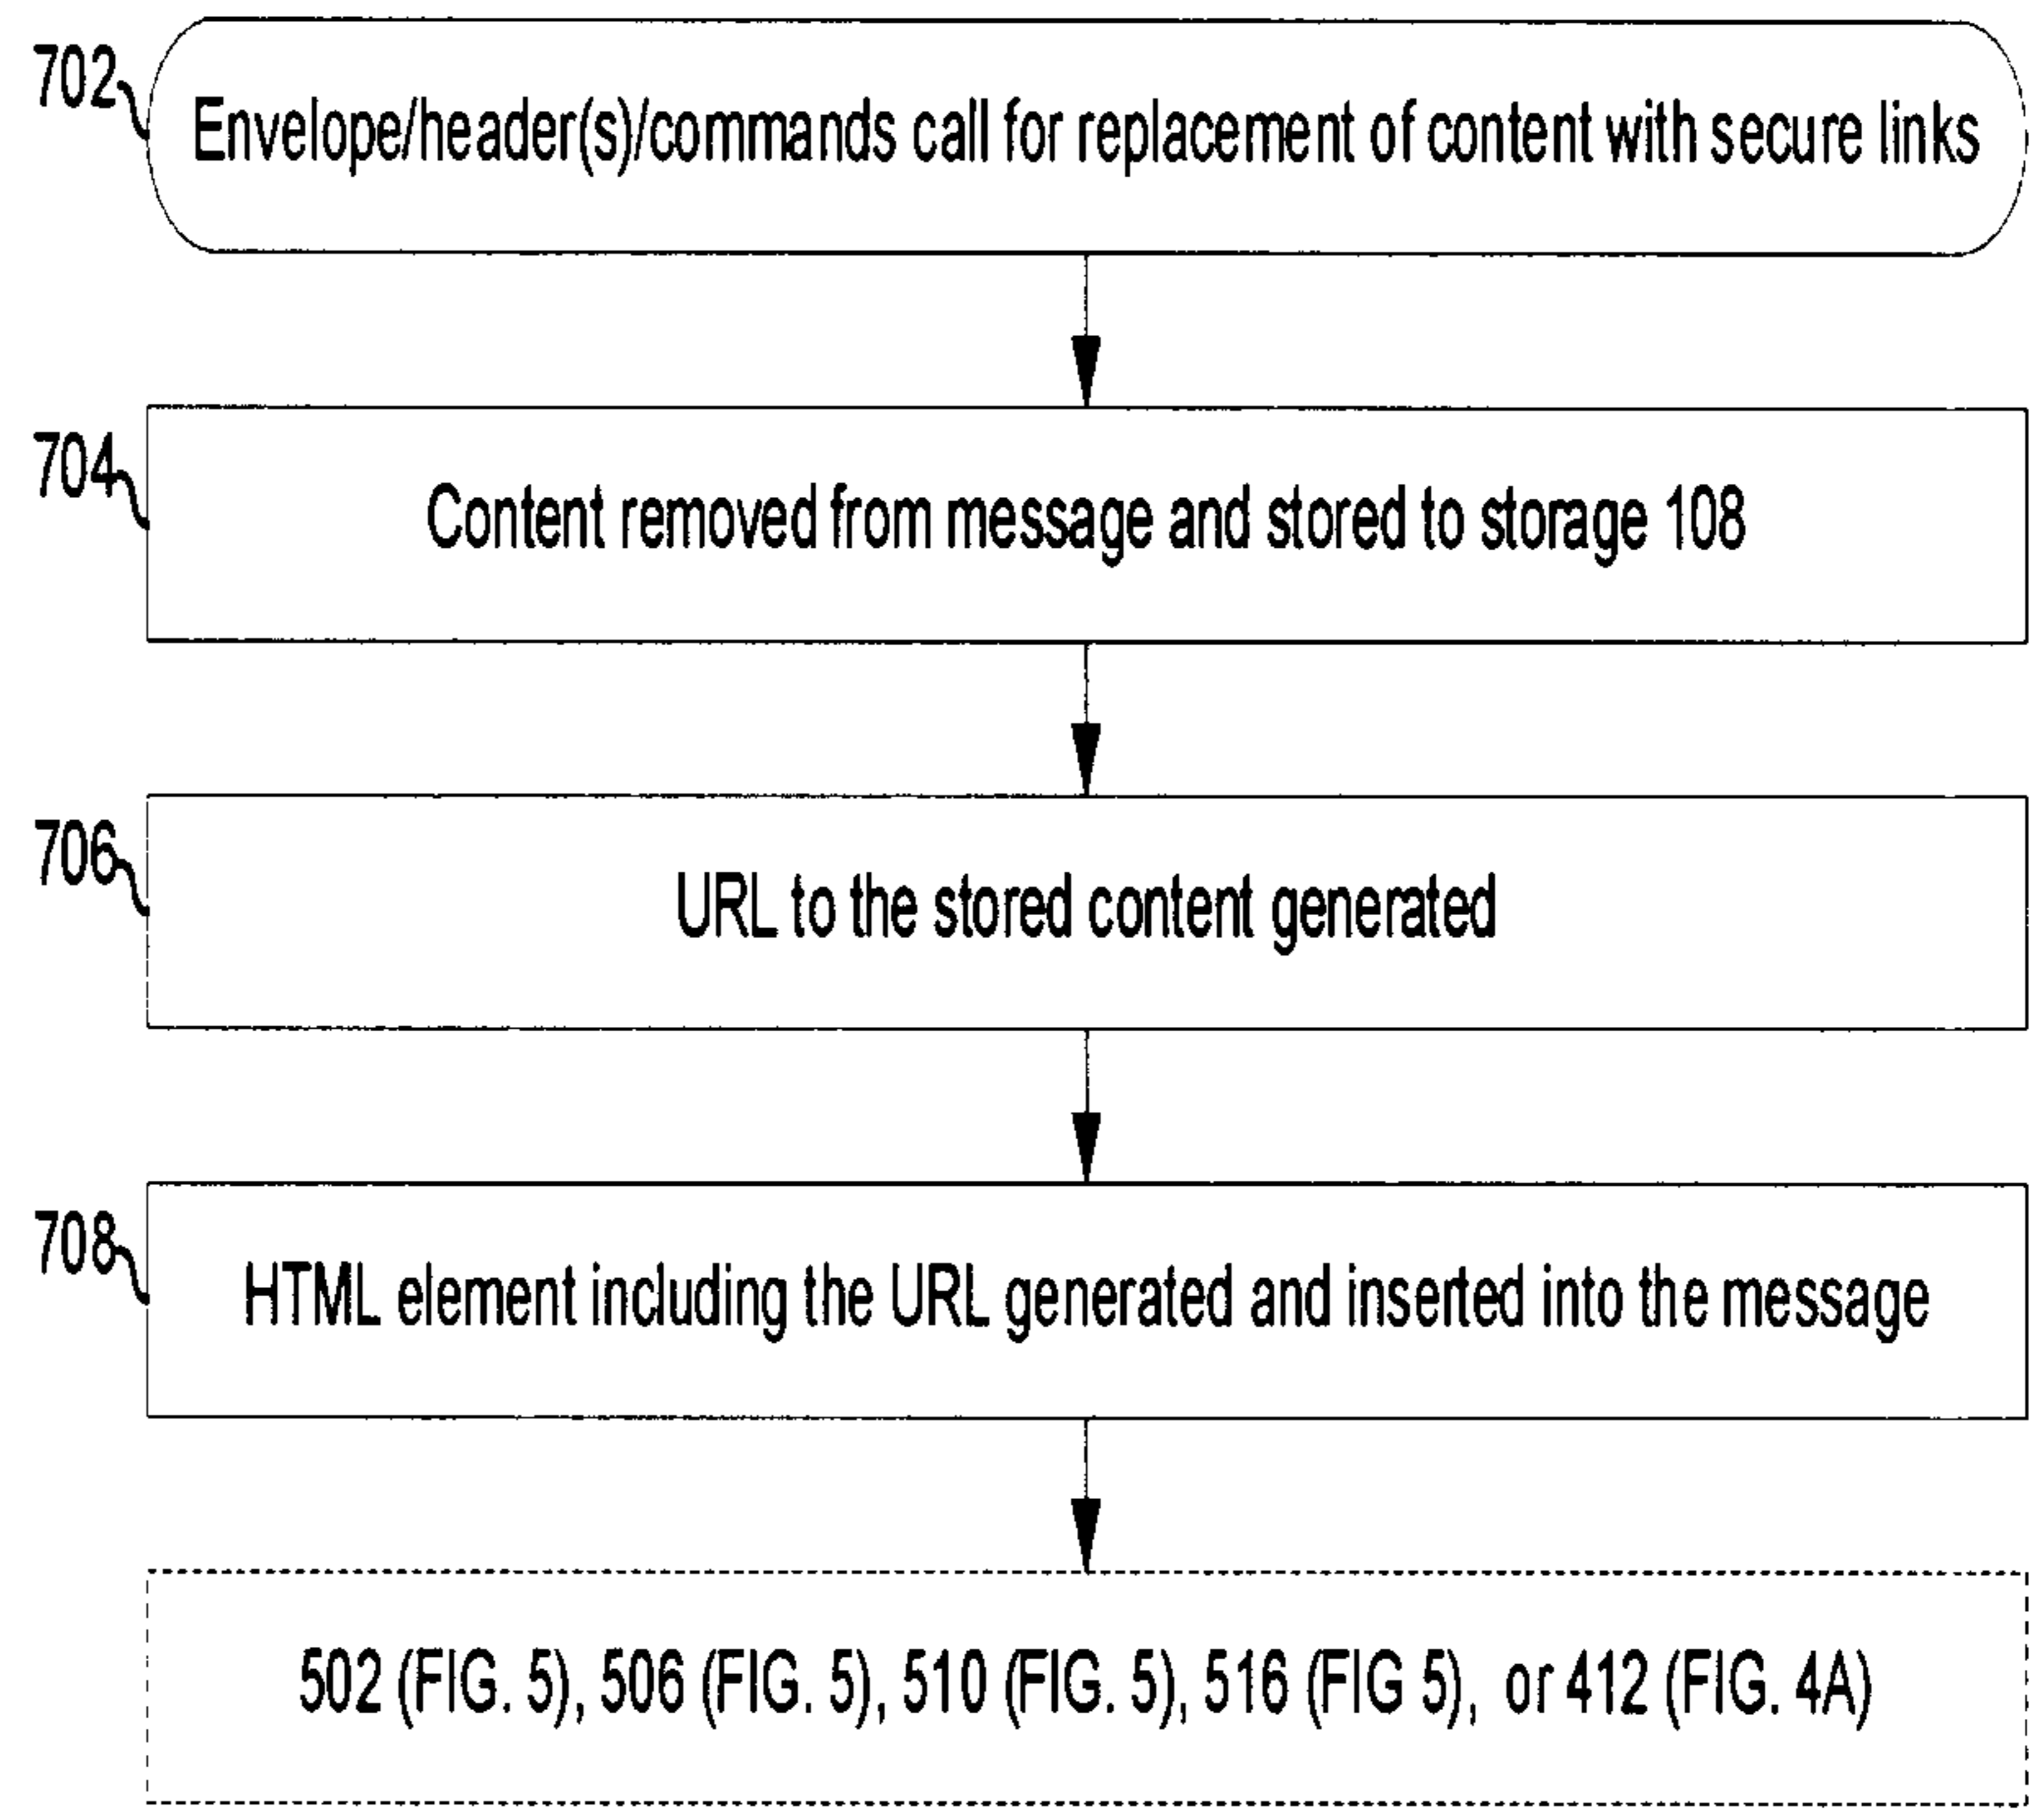 702
Envelope/header(s)/commands call for replacement of content with secure links
704
Content removed from message and stored to storage 108
706
URL to the stored content generated
708
HTML element including the URL generated and inserted into the message
502 (FIG. 5), 506 (FIG. 5), 510 (FIG. 5), 516 (FIG 5), or 412 (FIG. 4A)